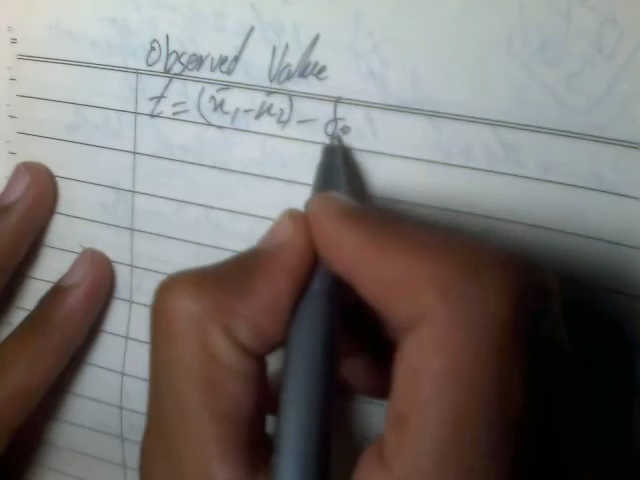 Observed Value
t = (x̄₁ - x̄₂) - d₀